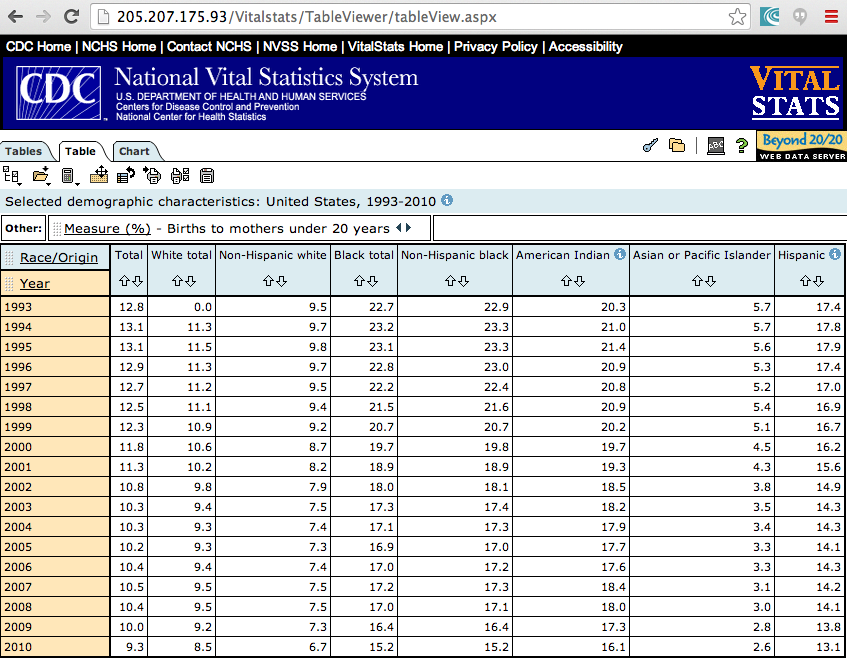 205.207.175.93/Vitalstats/TableViewer/tableView.aspx
CDC Home | NCHS Home | Contact NCHS | NVSS Home | VitalStats Home | Privacy Policy | Accessibility
CDC
National Vital Statistics System
U.S. DEPARTMENT OF HEALTH AND HUMAN SERVICES
Centers for Disease Control and Prevention
National Center for Health Statistics
VITAL
STATS
Tables Table Chart
ABC ?
Beyond 20/20
WEB DATA SERVER
Selected demographic characteristics: United States, 1993-2010
Other: Measure (%) - Births to mothers under 20 years
Race/Origin Total White total Non-Hispanic white Black total Non-Hispanic black American Indian Asian or Pacific Islander Hispanic
Year
1993 12.8 0.0 9.5 22.7 22.9 20.3 5.7 17.4
1994 13.1 11.3 9.7 23.2 23.3 21.0 5.7 17.8
1995 13.1 11.5 9.8 23.1 23.3 21.4 5.6 17.9
1996 12.9 11.3 9.7 22.8 23.0 20.9 5.3 17.4
1997 12.7 11.2 9.5 22.2 22.4 20.8 5.2 17.0
1998 12.5 11.1 9.4 21.5 21.6 20.9 5.4 16.9
1999 12.3 10.9 9.2 20.7 20.7 20.2 5.1 16.7
2000 11.8 10.6 8.7 19.7 19.8 19.7 4.5 16.2
2001 11.3 10.2 8.2 18.9 18.9 19.3 4.3 15.6
2002 10.8 9.8 7.9 18.0 18.1 18.5 3.8 14.9
2003 10.3 9.4 7.5 17.3 17.4 18.2 3.5 14.3
2004 10.3 9.3 7.4 17.1 17.3 17.9 3.4 14.3
2005 10.2 9.3 7.3 16.9 17.0 17.7 3.3 14.1
2006 10.4 9.4 7.4 17.0 17.2 17.6 3.3 14.3
2007 10.5 9.5 7.5 17.2 17.3 18.4 3.1 14.2
2008 10.4 9.5 7.5 17.0 17.1 18.0 3.0 14.1
2009 10.0 9.2 7.3 16.4 16.4 17.3 2.8 13.8
2010 9.3 8.5 6.7 15.2 15.2 16.1 2.6 13.1